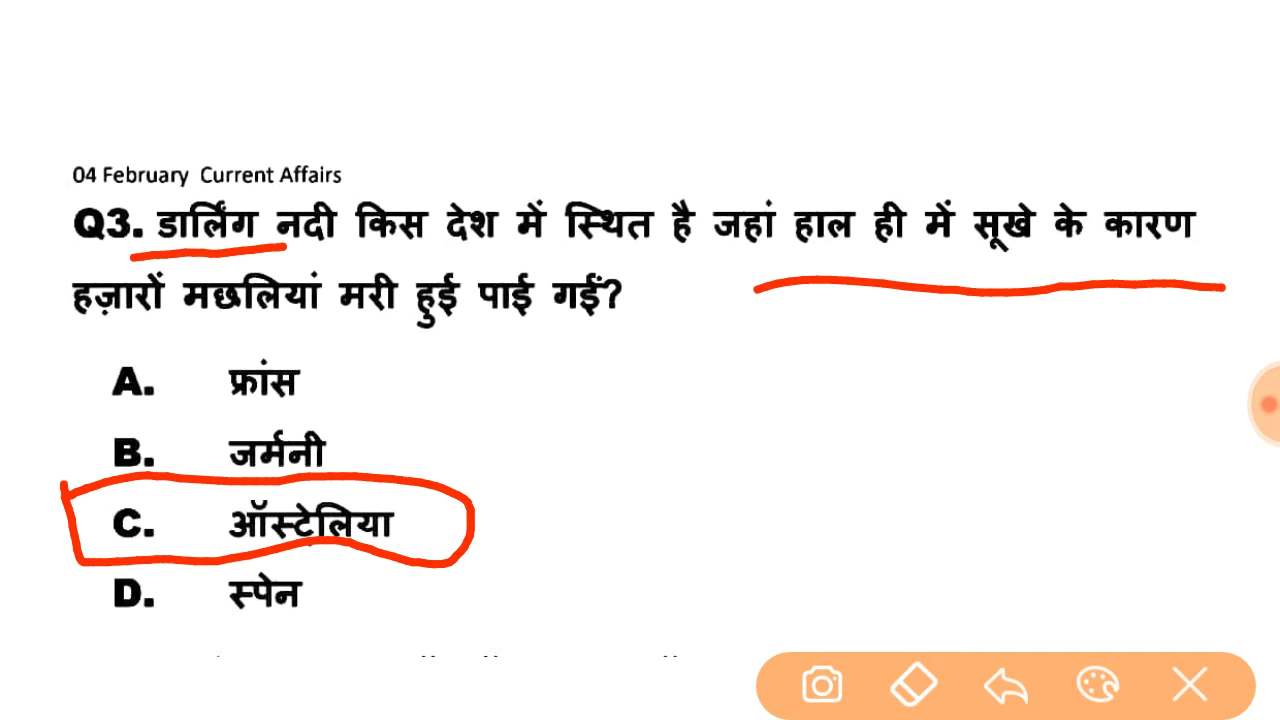 04 February Current Affairs
Q3. डार्लिंग नदी किस देश में स्थित है जहां हाल ही में सूखे के कारण
हज़ारों मछलियां मरी हुई पाई गईं?
A. फ्रांस
B. जर्मनी
C. ऑस्टेलिया
D. स्पेन